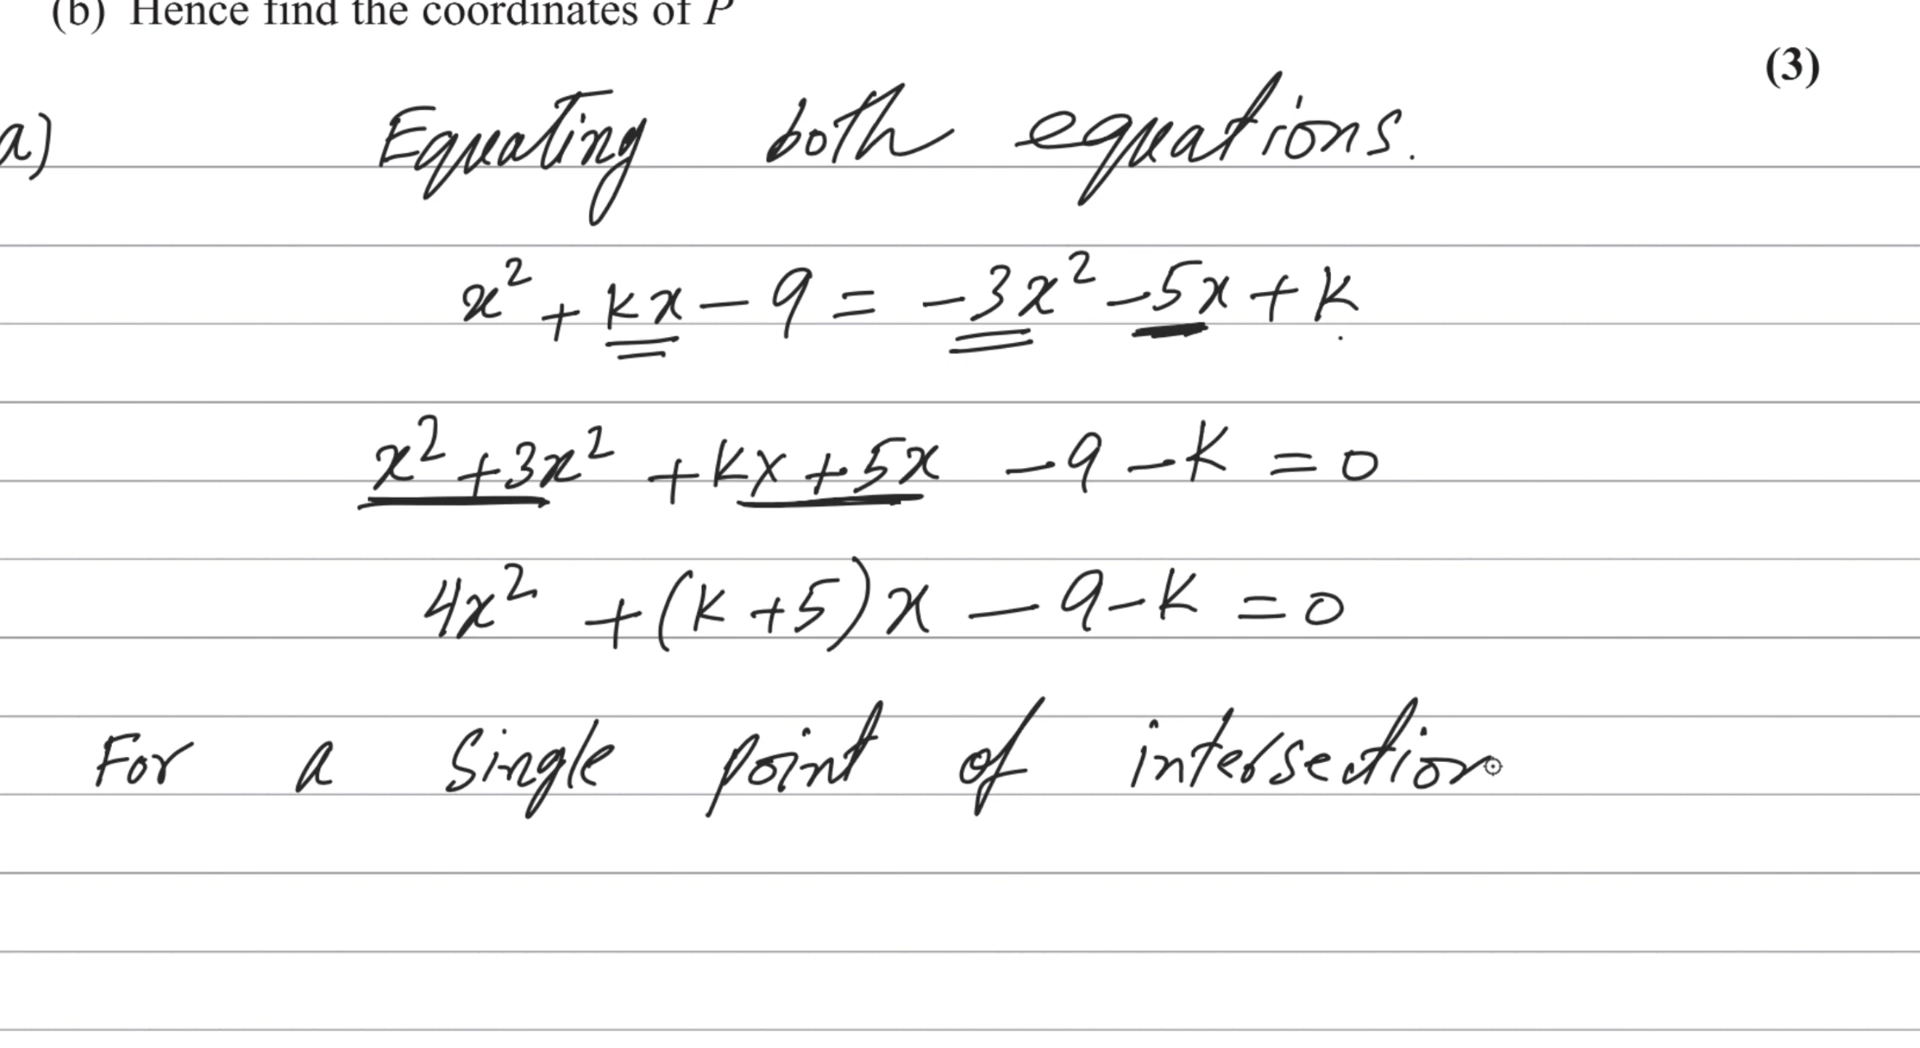 (b) Hence find the coordinates of P
(3)
a) Equating both equations.
x² + kx - 9 = -3x² - 5x + k
x² + 3x² + kx + 5x - 9 - k = 0
4x² + (k + 5)x - 9 - k = 0
For a single point of intersection